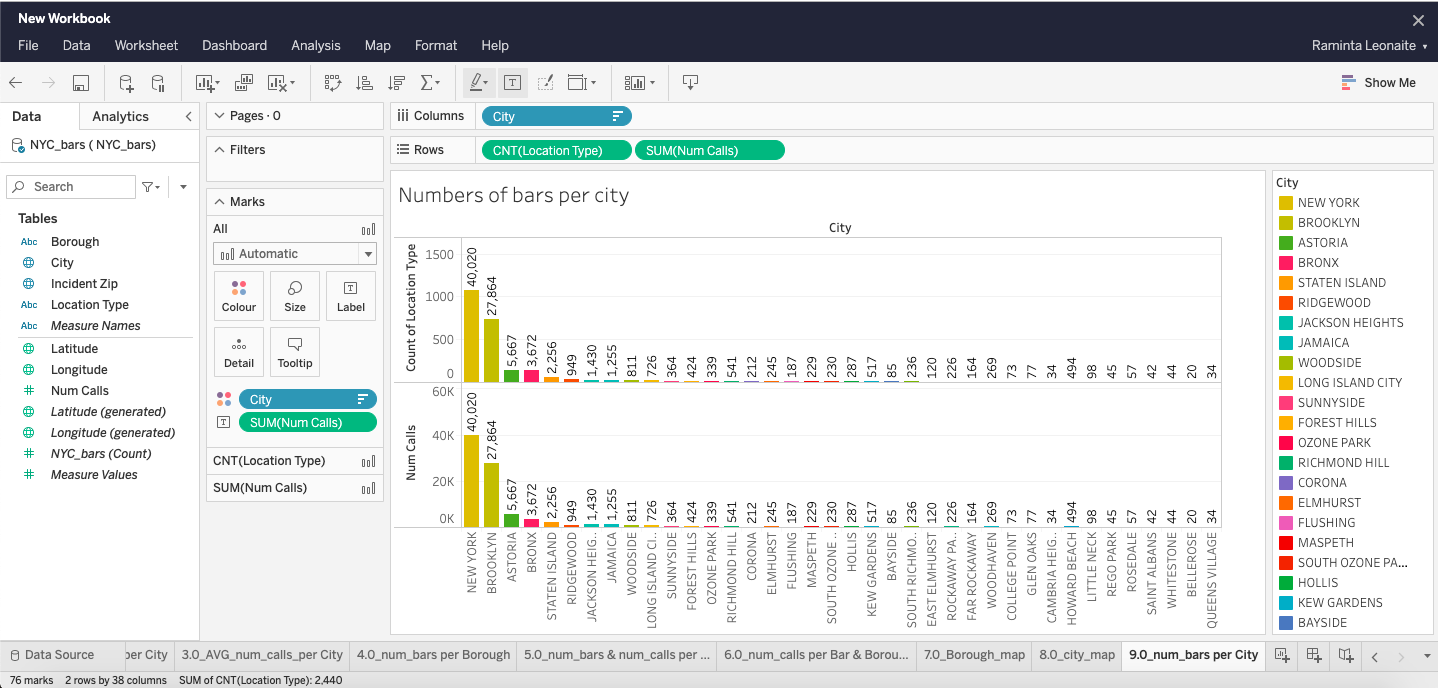 New Workbook
File Data Worksheet Dashboard Analysis Map Format Help
Raminta Leonaite
Show Me
Data Analytics
NYC_bars ( NYC_bars)
Search
Tables
Abc Borough
City
Incident Zip
Abc Location Type
Abc Measure Names
Latitude
Longitude
Num Calls
Latitude (generated)
Longitude (generated)
NYC_bars (Count)
Measure Values
Pages · 0
Filters
Marks
All
Automatic
Colour Size Label
Detail Tooltip
City
SUM(Num Calls)
CNT(Location Type)
SUM(Num Calls)
Columns City
Rows CNT(Location Type) SUM(Num Calls)
Numbers of bars per city
City
Count of Location Type
1500
1000
500
0
40,020 27,864 5,667 3,672 2,256 949 1,430 1,255 811 726 364 424 339 541 212 245 187 229 230 287 517 85 236 120 226 164 269 73 77 34 494 98 45 57 42 44 20 34
Num Calls
60K
40K
20K
0K
40,020 27,864 5,667 3,672 2,256 949 1,430 1,255 811 726 364 424 339 541 212 245 187 229 230 287 517 85 236 120 226 164 269 73 77 34 494 98 45 57 42 44 20 34
NEW YORK
BROOKLYN
ASTORIA
BRONX
STATEN ISLAND
RIDGEWOOD
JACKSON HEIG..
JAMAICA
WOODSIDE
LONG ISLAND CI..
SUNNYSIDE
FOREST HILLS
OZONE PARK
RICHMOND HILL
CORONA
ELMHURST
FLUSHING
MASPETH
SOUTH OZONE ..
HOLLIS
KEW GARDENS
BAYSIDE
SOUTH RICHMO..
EAST ELMHURST
ROCKAWAY PA..
FAR ROCKAWAY
WOODHAVEN
COLLEGE POINT
GLEN OAKS
CAMBRIA HEIG..
HOWARD BEACH
LITTLE NECK
REGO PARK
ROSEDALE
SAINT ALBANS
WHITESTONE
BELLEROSE
QUEENS VILLAGE
City
NEW YORK
BROOKLYN
ASTORIA
BRONX
STATEN ISLAND
RIDGEWOOD
JACKSON HEIGHTS
JAMAICA
WOODSIDE
LONG ISLAND CITY
SUNNYSIDE
FOREST HILLS
OZONE PARK
RICHMOND HILL
CORONA
ELMHURST
FLUSHING
MASPETH
SOUTH OZONE PA...
HOLLIS
KEW GARDENS
BAYSIDE
Data Source per City 3.0_AVG_num_calls_per City 4.0_num_bars per Borough 5.0_num_bars & num_calls per ... 6.0_num_calls per Bar & Borou... 7.0_Borough_map 8.0_city_map 9.0_num_bars per City
76 marks 2 rows by 38 columns SUM of CNT(Location Type): 2,440